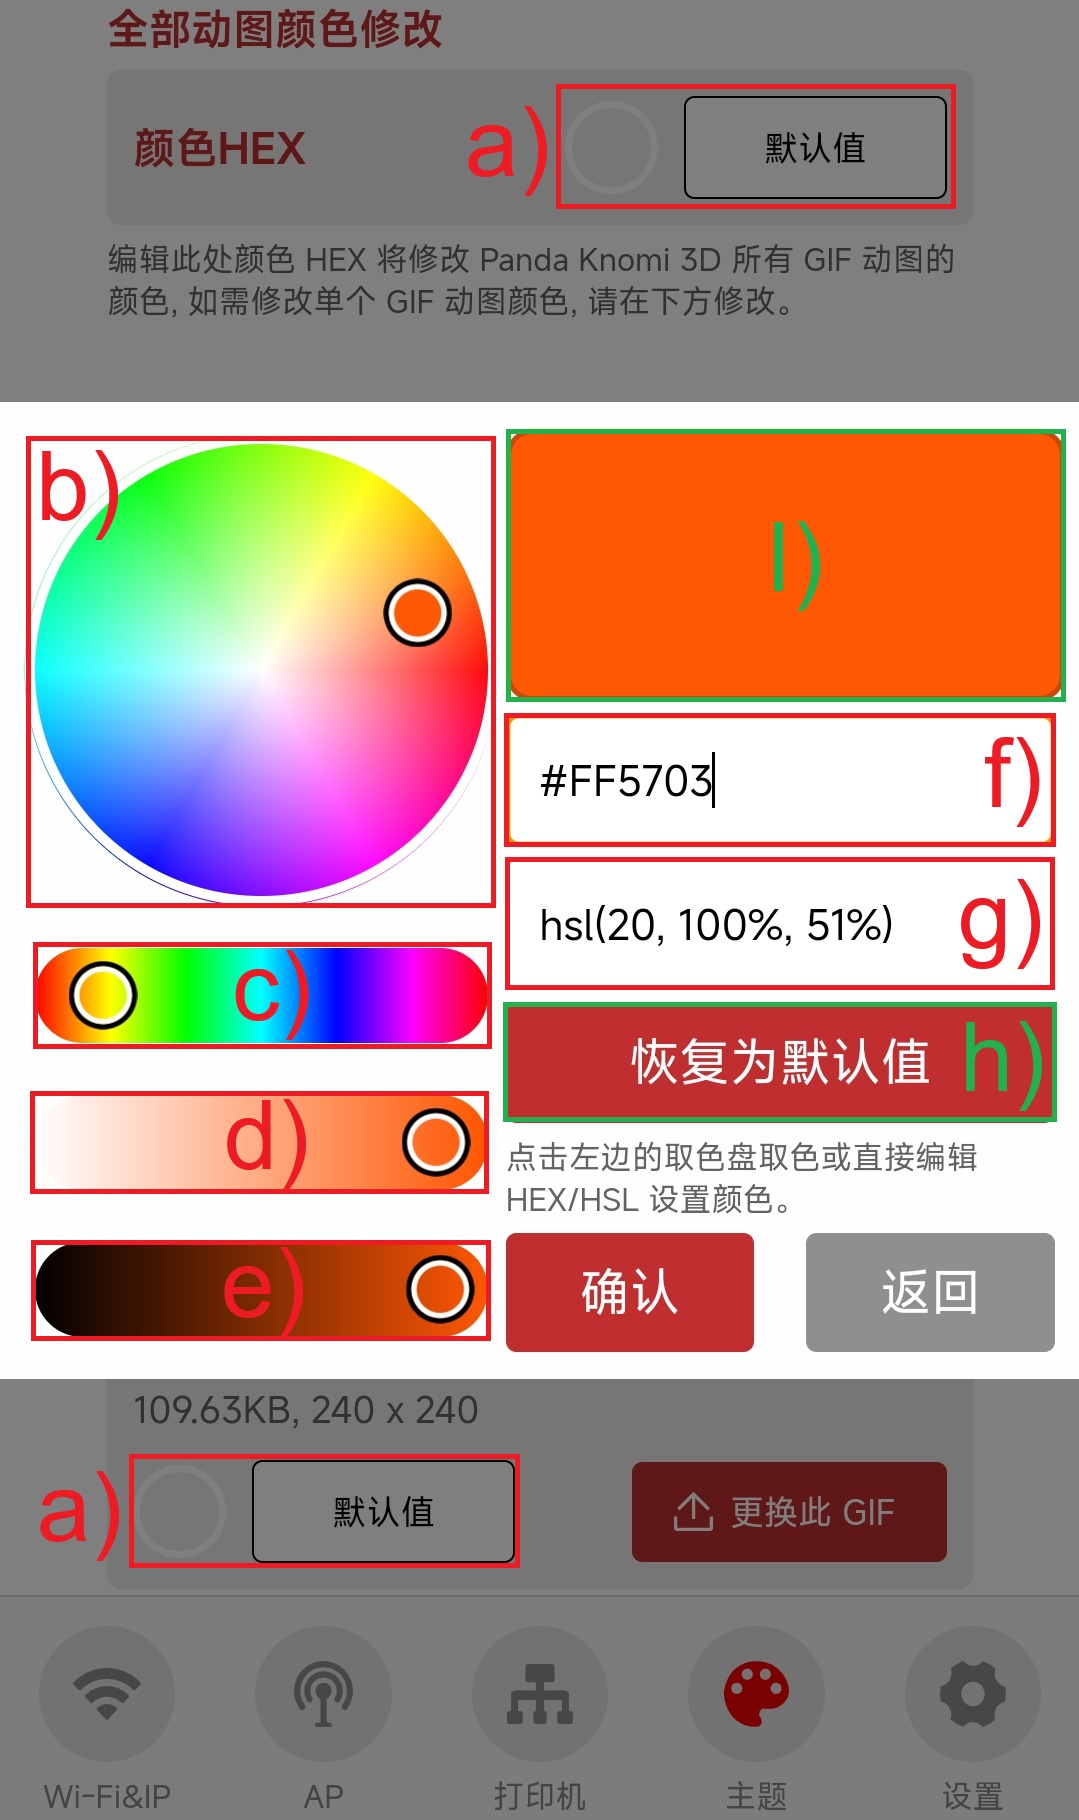 全部动图颜色修改
颜色HEX a) 默认值
编辑此处颜色 HEX 将修改 Panda Knomi 3D 所有 GIF 动图的
颜色, 如需修改单个 GIF 动图颜色, 请在下方修改。
b)
l)
#FF5703 f)
hsl(20, 100%, 51%) g)
c)
恢复为默认值 h)
d)
点击左边的取色盘取色或直接编辑
HEX/HSL 设置颜色。
e)
确认 返回
109.63KB, 240 x 240
a) 默认值 更换此 GIF
Wi-Fi&IP AP 打印机 主题 设置